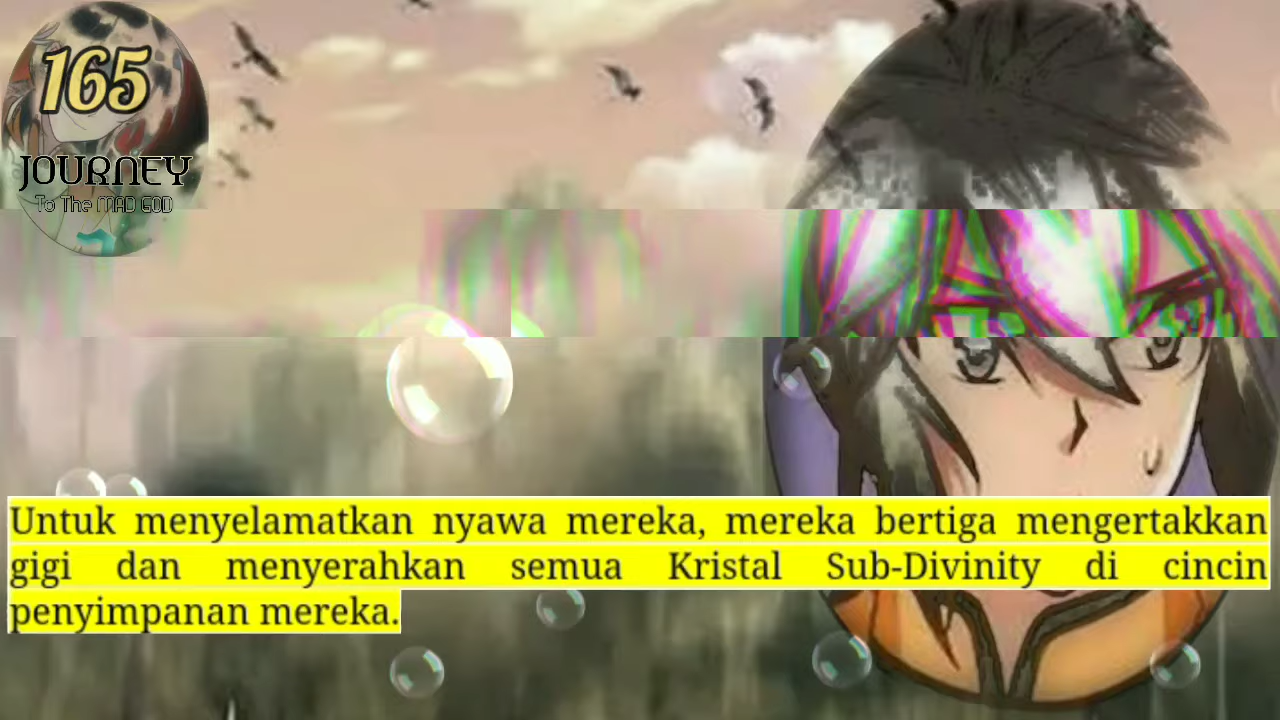 165
JOURNEY
To The MAD GOD
Untuk menyelamatkan nyawa mereka, mereka bertiga mengertakkan
gigi dan menyerahkan semua Kristal Sub-Divinity di cincin
penyimpanan mereka.